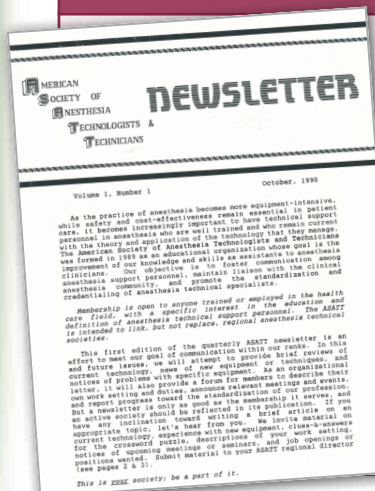 AMERICAN
SOCIETY OF
ANESTHESIA
TECHNOLOGISTS &
TECHNICIANS
NEWSLETTER
Volume 1, Number 1
October, 1990
As the practice of anesthesia becomes more equipment-intensive,
while safety and cost-effectiveness remain essential in patient
care, it becomes increasingly important to have technical support
personnel in anesthesia who are well trained and who remain current
with the theory and application of the technology that they manage.
The American Society of Anesthesia Technologists and Technicians
was formed in 1989 as an educational organization whose goal is the
improvement of our knowledge and skills as assistants to anesthesia
clinicians. Our objective is to foster communication among
anesthesia support personnel, maintain liaison with the clinical
anesthesia community, and promote the standardization and
credentialing of anesthesia technical specialists.
Membership is open to anyone trained or employed in the health
care field, with a specific interest in the education and
definition of anesthesia technical support personnel. The ASATT
is intended to link, but not replace, regional anesthesia technical
societies.
This first edition of the quarterly ASATT newsletter is an
effort to meet our goal of communication within our ranks. In this
and future issues, we will attempt to provide brief reviews of
current technology, news of new equipment or techniques, and
notices of problems with specific equipment. As an organizational
letter, it will also provide a forum for members to describe their
own work setting and duties, announce relevant meetings and events,
and report progress toward the standardization of our profession.
But a newsletter is only as good as the membership it serves, and
an active society should be reflected in its publication. If you
have any inclination toward writing a brief article on an
appropriate topic, let's hear from you. We invite material on
current technology, experience with new equipment, clues-&-answers
for the crossword puzzle, descriptions of your work setting,
notices of upcoming meetings or seminars, and job openings or
positions wanted. Submit material to your ASATT regional director
(see pages 2 & 3).
This is your society; be a part of it.